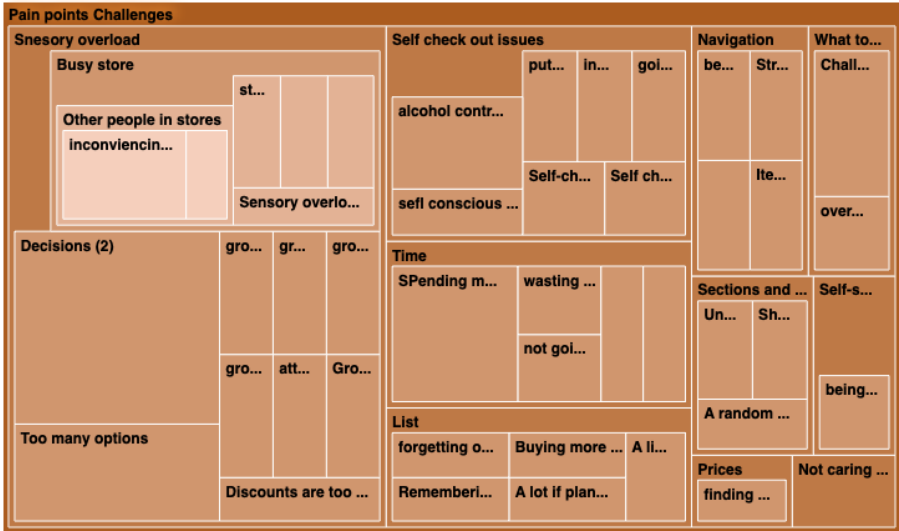 Pain points Challenges
Snesory overload
Busy store
st...
Other people in stores
inconviencin...
Sensory overlo...
Decisions (2)
gro...
gr...
gro...
gro...
att...
Gro...
Too many options
Discounts are too ...
Self check out issues
put...
in...
goi...
alcohol contr...
Self-ch...
Self ch...
sefl conscious ...
Time
SPending m...
wasting ...
not goi...
List
forgetting o...
Buying more ...
A li...
Rememberi...
A lot if plan...
Navigation
be...
Str...
Ite...
What to...
Chall...
over...
Sections and ...
Un...
Sh...
A random ...
Self-s...
being...
Prices
finding ...
Not caring ...